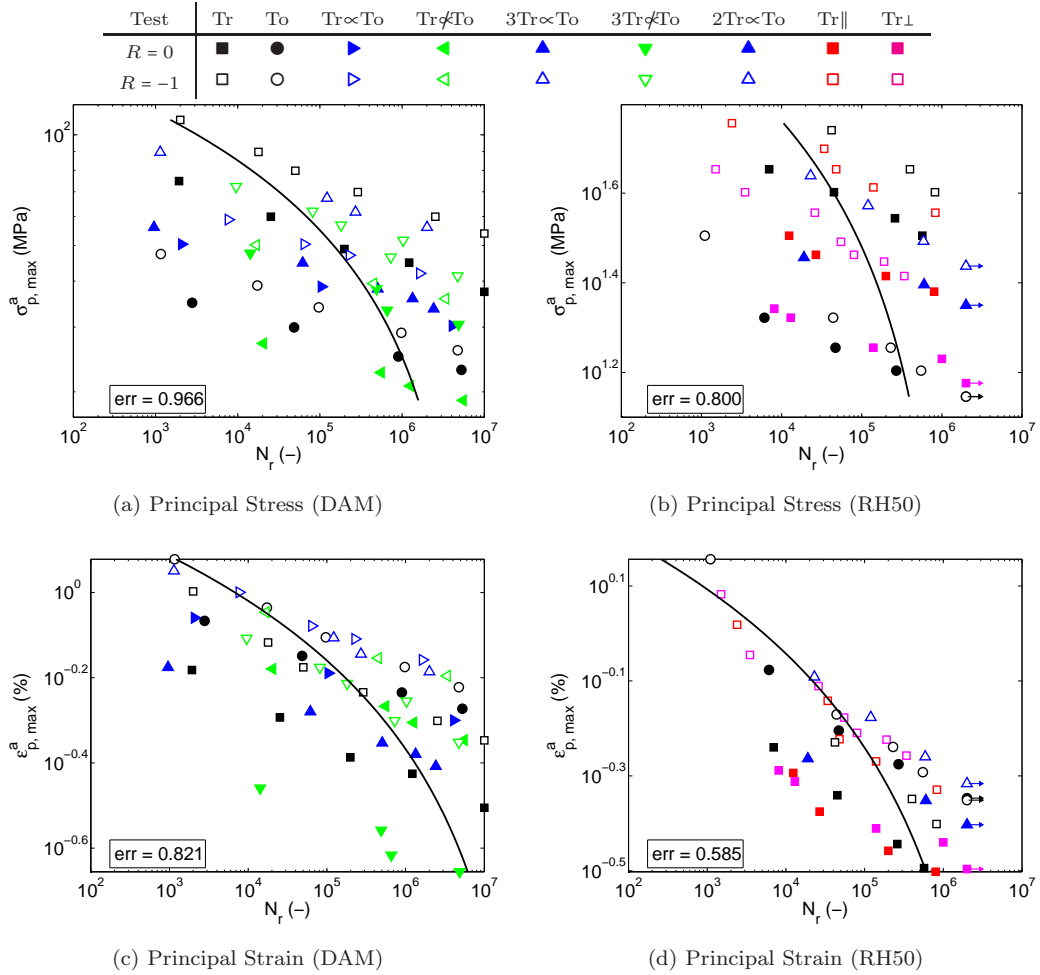 Test Tr To Tr∝To Tr∝̸To 3Tr∝To 3Tr∝̸To 2Tr∝To Tr∥ Tr⊥
R = 0
R = −1
10^2
σ^a_{p, max} (MPa)
err = 0.966
10^2 10^3 10^4 10^5 10^6 10^7
N_r (−)
(a) Principal Stress (DAM)
10^1.6
10^1.4
10^1.2
σ^a_{p, max} (MPa)
err = 0.800
10^2 10^3 10^4 10^5 10^6 10^7
N_r (−)
(b) Principal Stress (RH50)
10^0
10^−0.2
10^−0.4
10^−0.6
ε^a_{p, max} (%)
err = 0.821
10^2 10^3 10^4 10^5 10^6 10^7
N_r (−)
(c) Principal Strain (DAM)
10^0.1
10^−0.1
10^−0.3
10^−0.5
ε^a_{p, max} (%)
err = 0.585
10^2 10^3 10^4 10^5 10^6 10^7
N_r (−)
(d) Principal Strain (RH50)